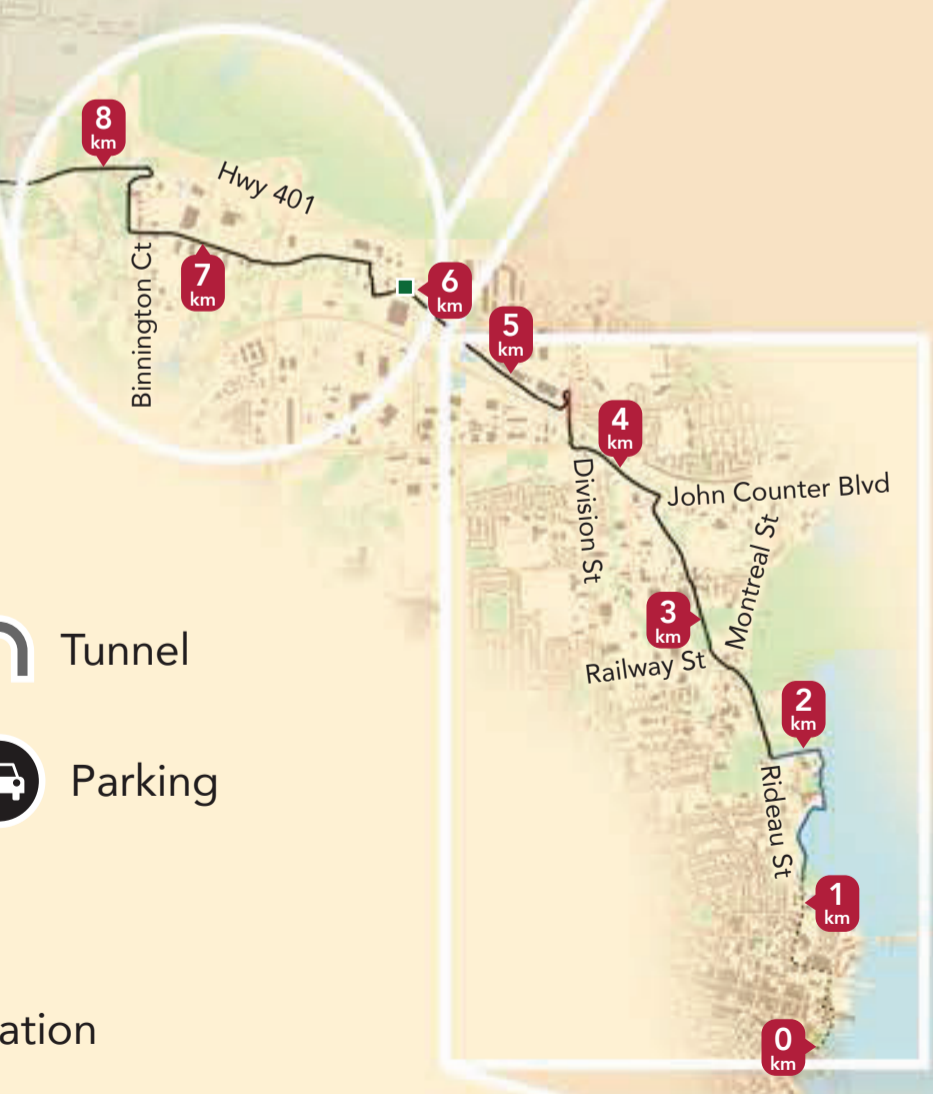 8
km
Hwy 401
Binnington Ct
7
km
6
km
5
km
4
km
John Counter Blvd
Division St
Montreal St
3
km
Railway St
Tunnel
2
km
Parking
Rideau St
1
km
ation
0
km